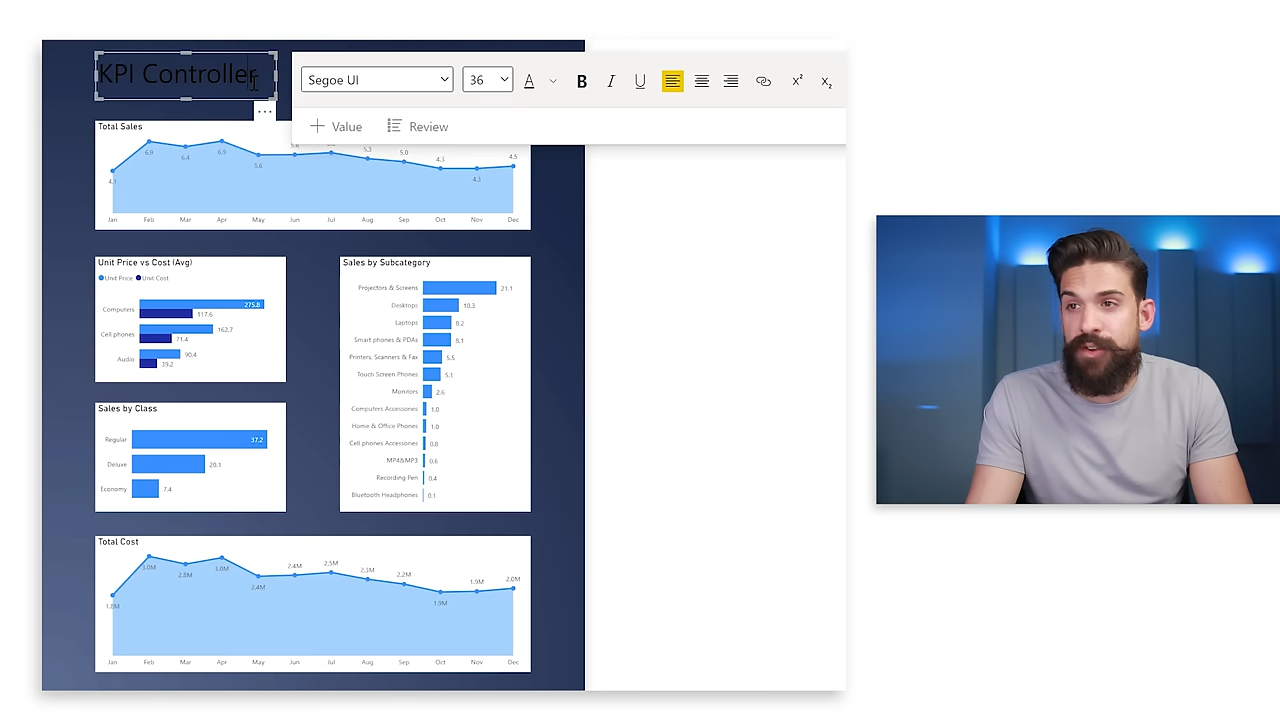 KPI Controller
Segoe UI
36
A
B
I
U
x²
x₂
Value
Review
Total Sales
4.1
6.9
6.4
6.9
5.6
5.3
5.0
4.3
4.3
4.5
Jan Feb Mar Apr May Jun Jul Aug Sep Oct Nov Dec
Unit Price vs Cost (Avg)
Unit Price Unit Cost
Computers 275.8
117.6
Cell phones 162.7
71.4
Audio 90.4
39.2
Sales by Class
Regular 37.2
Deluxe 20.1
Economy 7.4
Sales by Subcategory
Projectors & Screens 21.1
Desktops 10.3
Laptops 8.2
Smart phones & PDAs 8.1
Printers, Scanners & Fax 5.5
Touch Screen Phones 5.1
Monitors 2.6
Computers Accessories 1.0
Home & Office Phones 1.0
Cell phones Accessories 0.8
MP4&MP3 0.6
Recording Pen 0.4
Bluetooth Headphones 0.1
Total Cost
1.8M
3.0M
2.8M
3.0M
2.4M
2.4M
2.5M
2.3M
2.2M
1.9M
1.9M
2.0M
Jan Feb Mar Apr May Jun Jul Aug Sep Oct Nov Dec